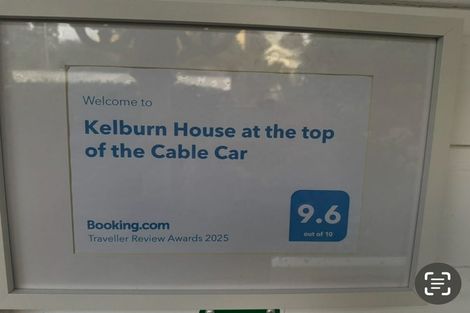 Welcome to
Kelburn House at the top
of the Cable Car
9.6
out of 10
Booking.com
Traveller Review Awards 2025